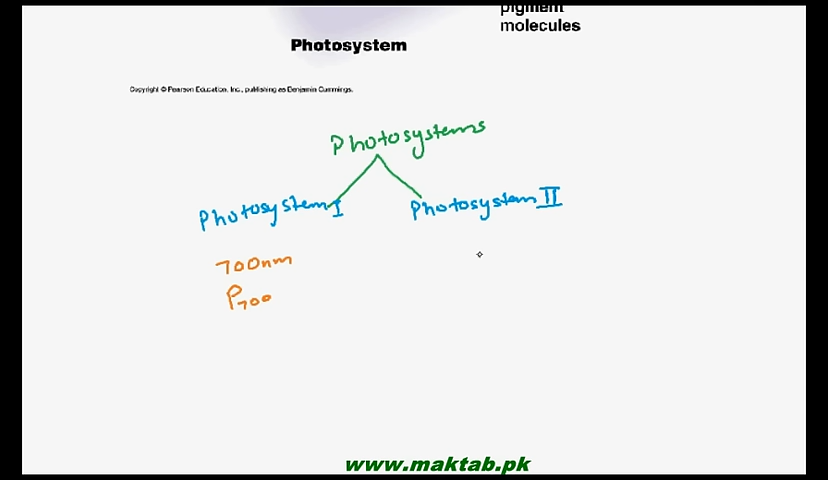 pigment
molecules
Photosystem
Copyright © Pearson Education, Inc., publishing as Benjamin Cummings.
Photosystems
Photosystem I
Photosystem II
700nm
P700
www.maktab.pk